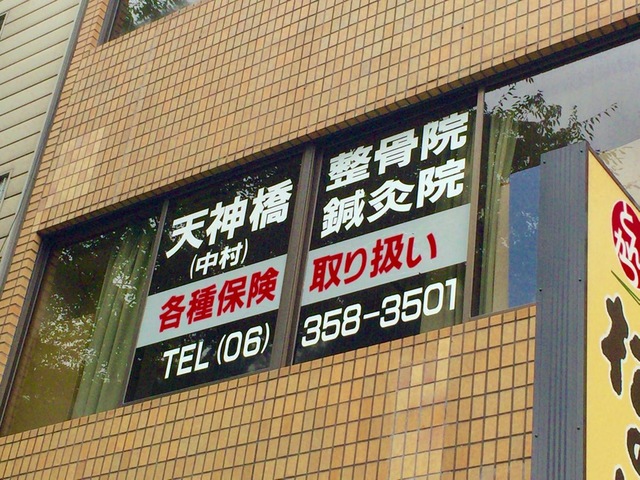 天神橋 整骨院
(中村) 鍼灸院
各種保険 取り扱い
TEL (06) 358-3501